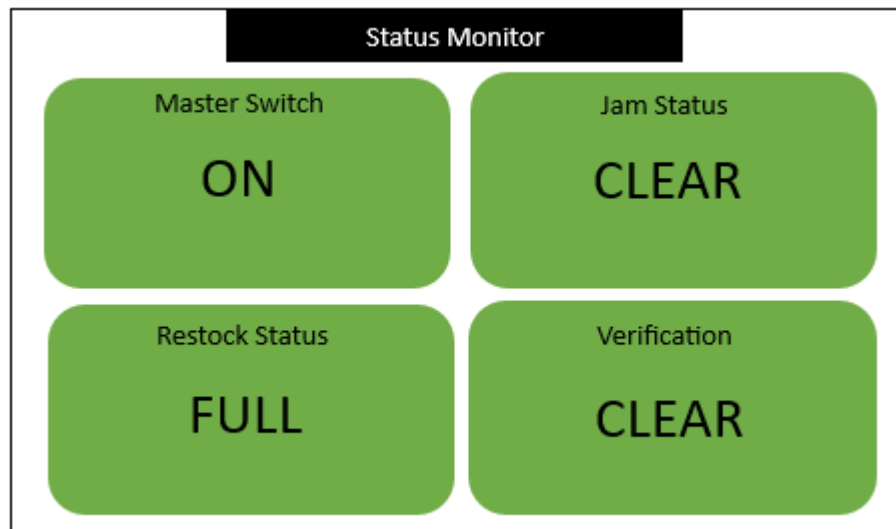 Status Monitor
Master Switch
ON
Jam Status
CLEAR
Restock Status
FULL
Verification
CLEAR